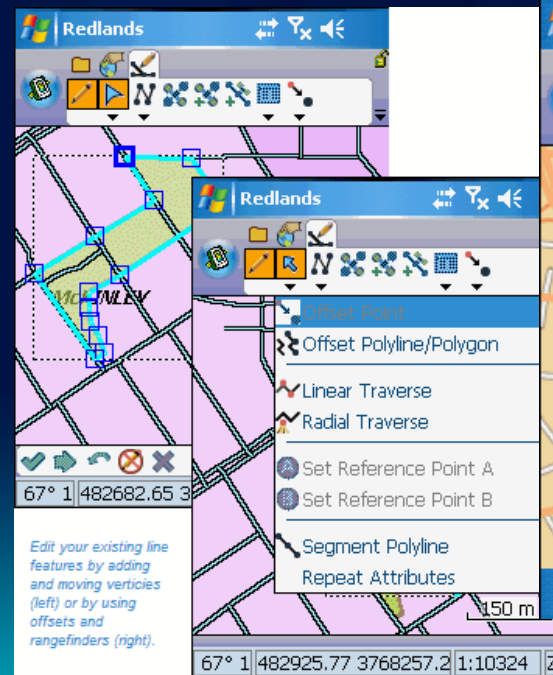 Redlands
McKINLEY
67° 1 482682.65 3
Redlands
Offset Point
Offset Polyline/Polygon
Linear Traverse
Radial Traverse
A Set Reference Point A
B Set Reference Point B
Segment Polyline
Repeat Attributes
150 m
67° 1 482925.77 3768257.2 1:10324 Z
Edit your existing line
features by adding
and moving verticies
(left) or by using
offsets and
rangefinders (right).